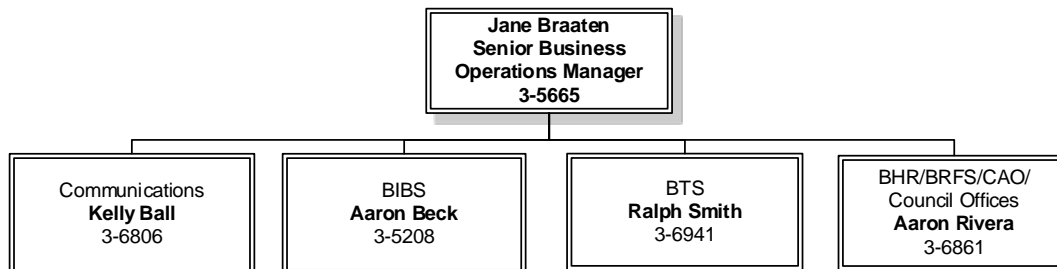 Jane Braaten
Senior Business
Operations Manager
3-5665
Communications
Kelly Ball
3-6806
BIBS
Aaron Beck
3-5208
BTS
Ralph Smith
3-6941
BHR/BRFS/CAO/
Council Offices
Aaron Rivera
3-6861